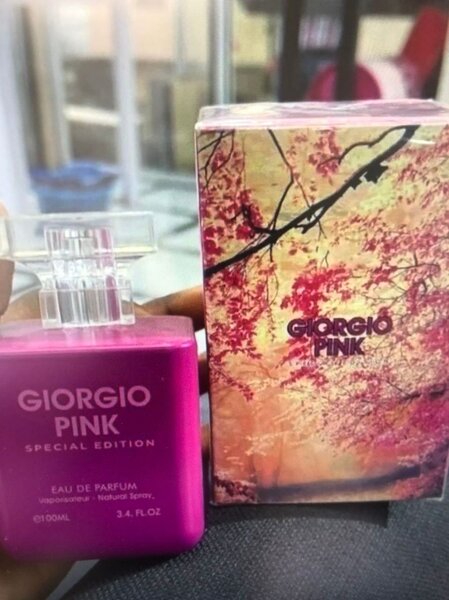 GIORGIO
PINK
SPECIAL EDITION
EAU DE PARFUM
Vaporisateur - Natural Spray
℮100ML 3.4. FL.OZ
GIORGIO
PINK